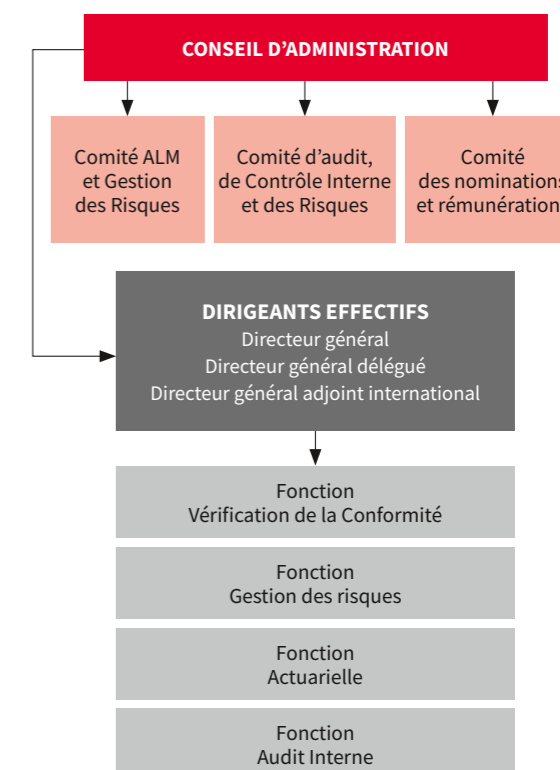 CONSEIL D'ADMINISTRATION
Comité ALM
et Gestion
des Risques
Comité d'audit,
de Contrôle Interne
et des Risques
Comité
des nominations
et rémunération
DIRIGEANTS EFFECTIFS
Directeur général
Directeur général délégué
Directeur général adjoint international
Fonction
Vérification de la Conformité
Fonction
Gestion des risques
Fonction
Actuarielle
Fonction
Audit Interne